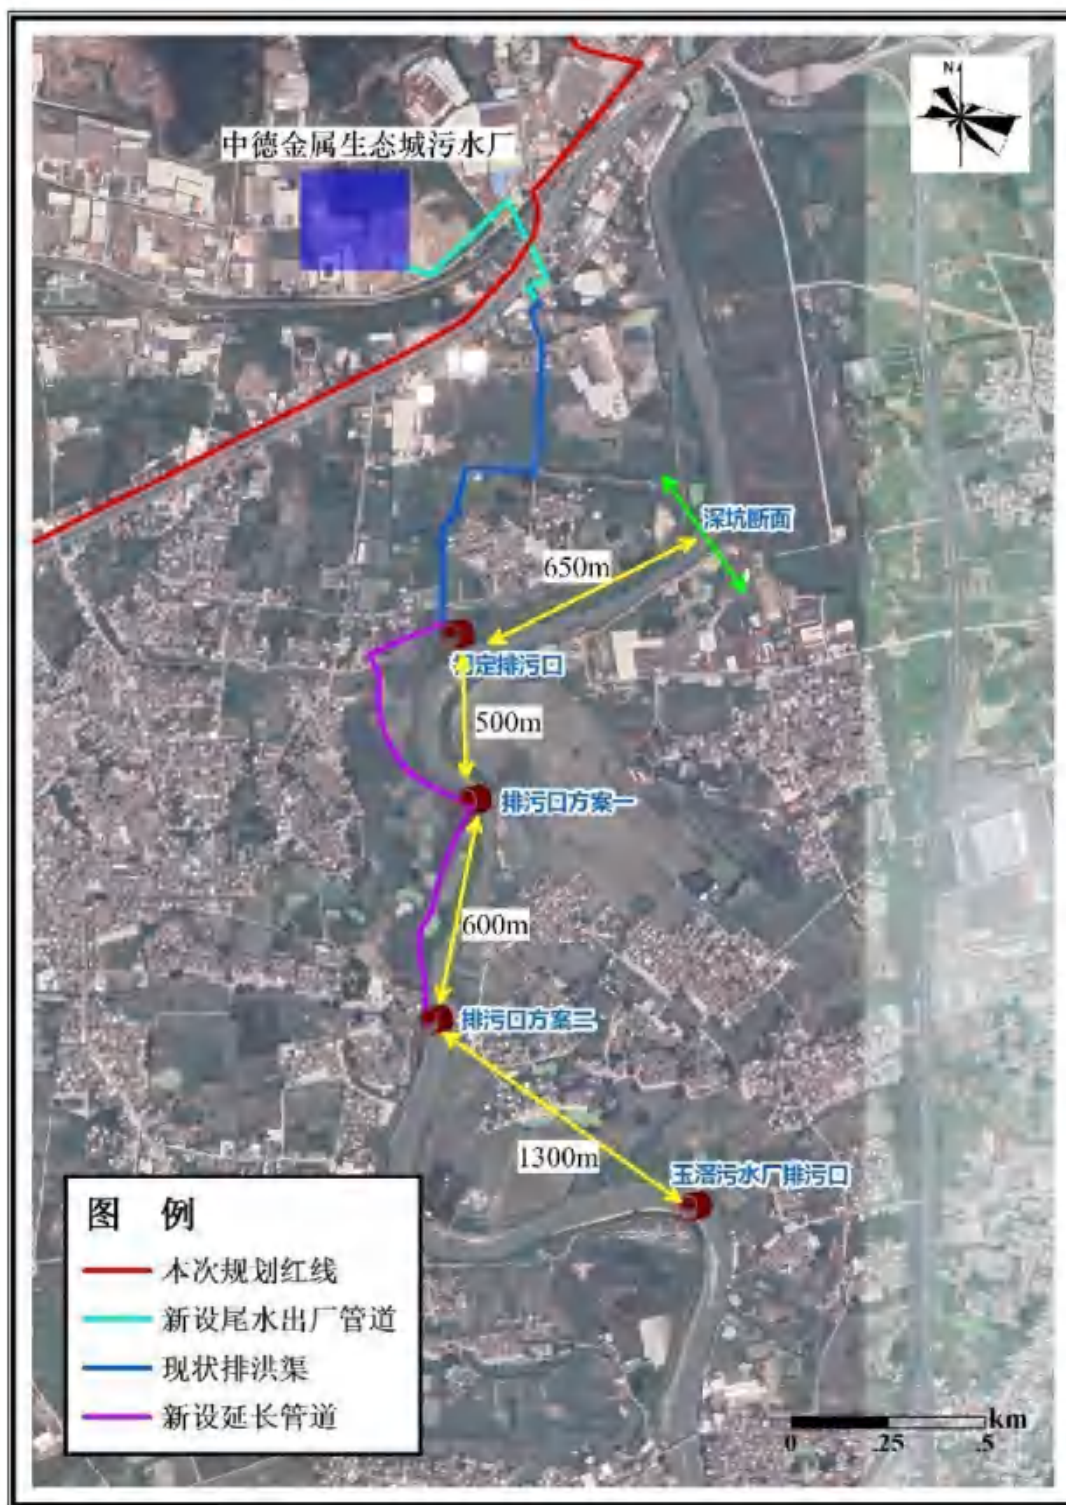 N
中德金属生态城污水厂
深坑断面
650m
定排污口
500m
排污口方案一
600m
排污口方案二
1300m
玉滘污水厂排污口
图 例
本次规划红线
新设尾水出厂管道
现状排洪渠
新设延长管道
km
0 .25 .5